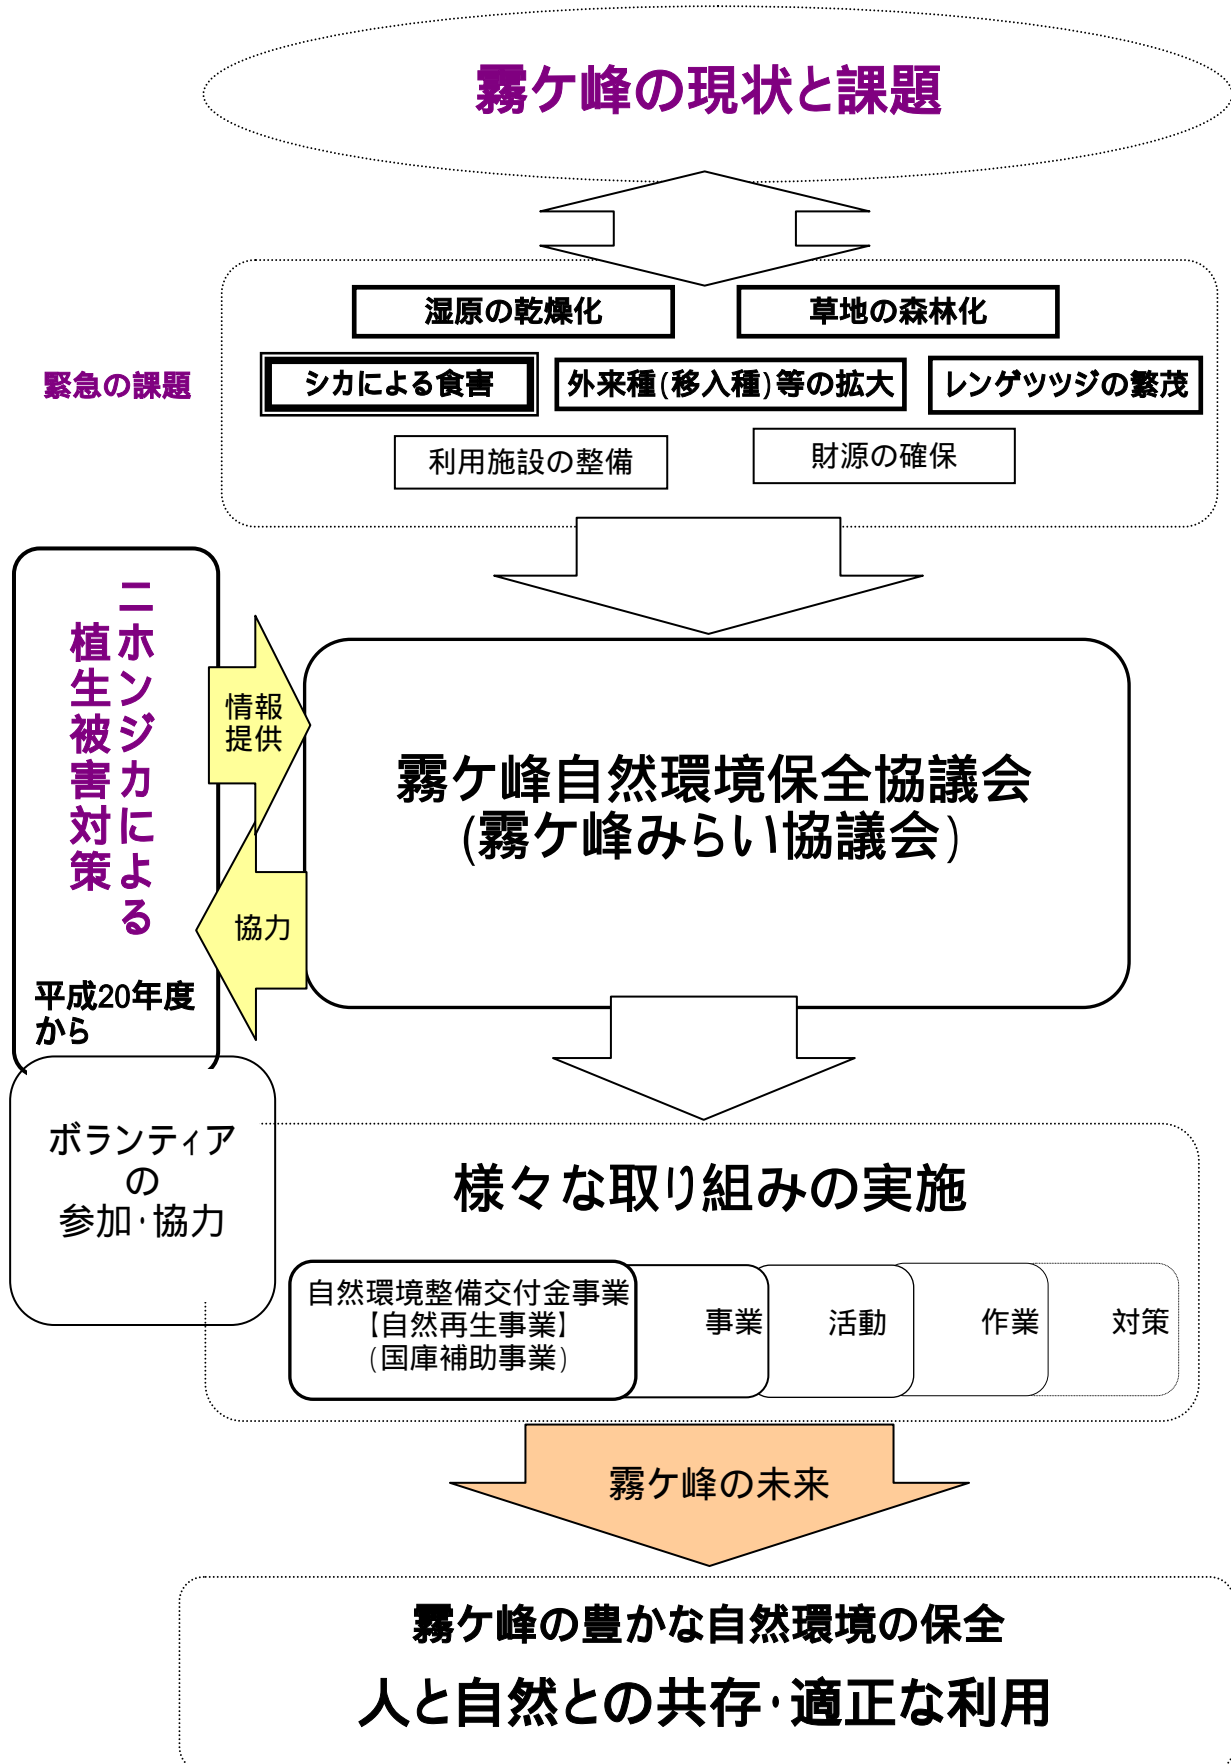 霧ケ峰の現状と課題
湿原の乾燥化
草地の森林化
緊急の課題
シカによる食害
外来種(移入種)等の拡大
レンゲツツジの繁茂
利用施設の整備
財源の確保
ニホンジカによる
植生被害対策
平成20年度
から
情報
提供
協力
霧ケ峰自然環境保全協議会
(霧ケ峰みらい協議会)
ボランティア
の
参加・協力
様々な取り組みの実施
自然環境整備交付金事業
【自然再生事業】
(国庫補助事業)
事業
活動
作業
対策
霧ケ峰の未来
霧ケ峰の豊かな自然環境の保全
人と自然との共存・適正な利用